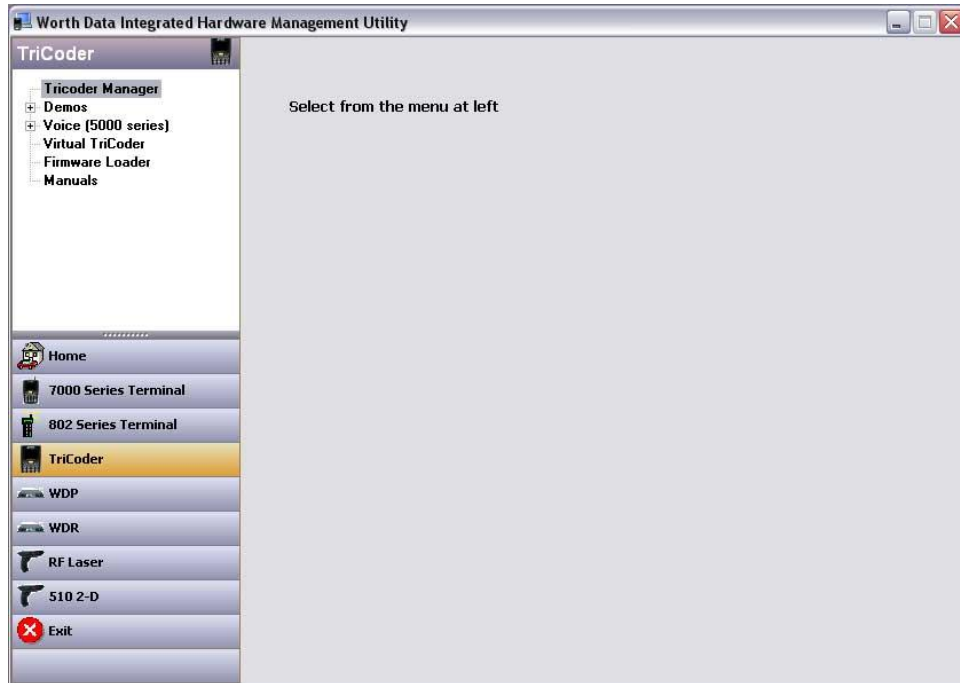 Worth Data Integrated Hardware Management Utility
TriCoder
Tricoder Manager
Demos
Voice (5000 series)
Virtual TriCoder
Firmware Loader
Manuals
Select from the menu at left
Home
7000 Series Terminal
802 Series Terminal
TriCoder
WDP
WDR
RF Laser
510 2-D
Exit